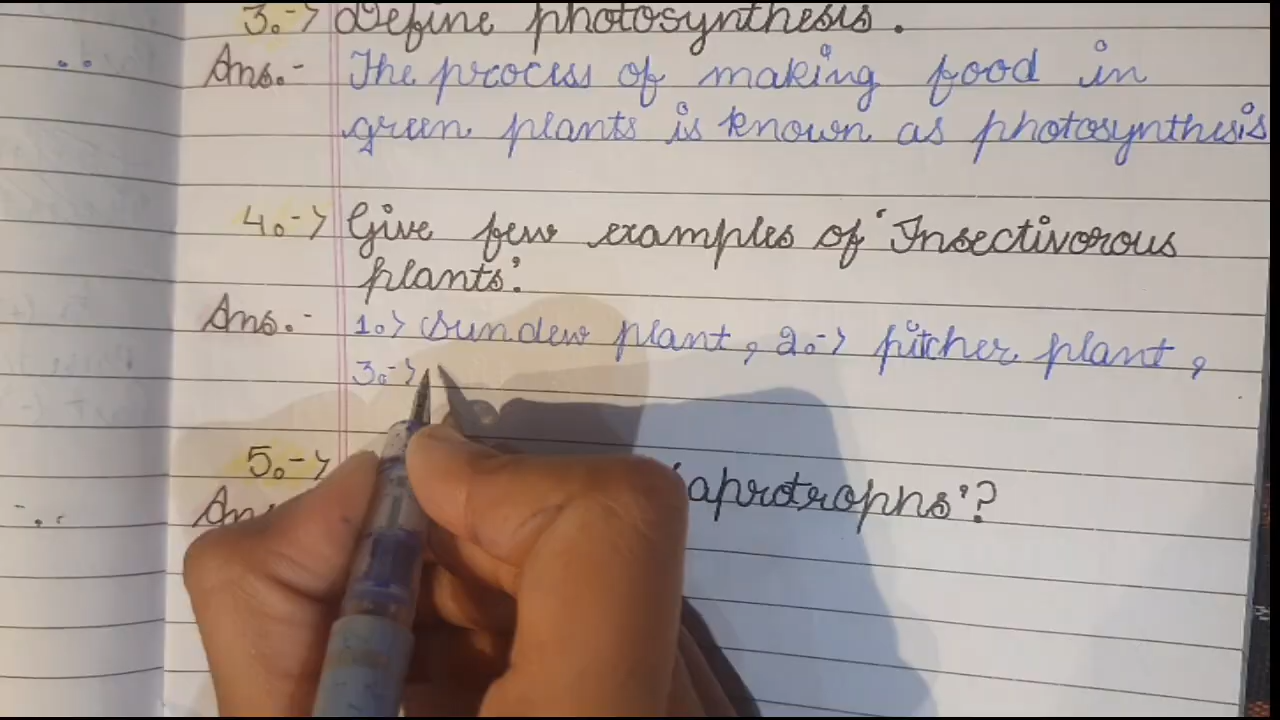 3.-> Define photosynthesis.
Ans.- The process of making food in
green plants is known as photosynthesis
4.-> Give few examples of 'Insectivorous
plants'.
Ans.- 1.> Sundew plant, 2.-> pitcher plant,
3.->
5.->
'saprotrophs'?